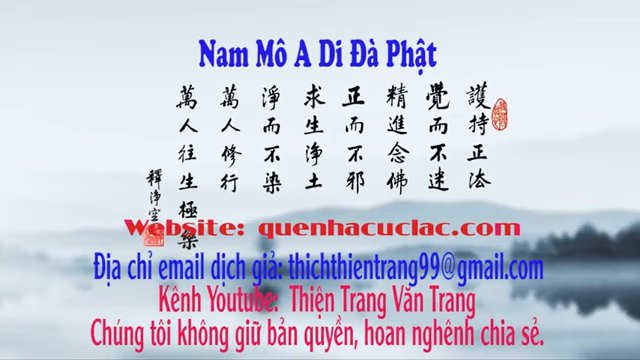 Nam Mô A Di Đà Phật
護持正法
覺而不迷
精進念佛
正而不邪
求生淨土
淨而不染
萬人修行
萬人往生極樂
釋淨空
Website: quenhacuclac.com
Địa chỉ email dịch giả: thichthientrang99@gmail.com
Kênh Youtube: Thiện Trang Văn Trang
Chúng tôi không giữ bản quyền, hoan nghênh chia sẻ.